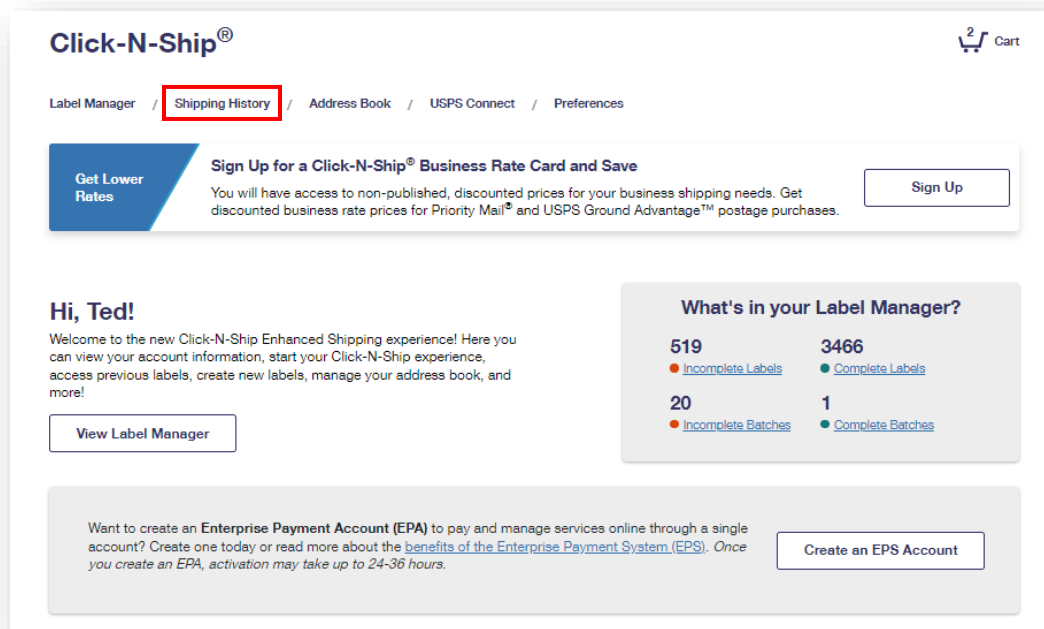 Click-N-Ship®
2
Cart
Label Manager / Shipping History / Address Book / USPS Connect / Preferences
Get Lower
Rates
Sign Up for a Click-N-Ship® Business Rate Card and Save
You will have access to non-published, discounted prices for your business shipping needs. Get
discounted business rate prices for Priority Mail® and USPS Ground Advantage™ postage purchases.
Sign Up
Hi, Ted!
Welcome to the new Click-N-Ship Enhanced Shipping experience! Here you
can view your account information, start your Click-N-Ship experience,
access previous labels, create new labels, manage your address book, and
more!
View Label Manager
What's in your Label Manager?
519 3466
Incomplete Labels Complete Labels
20 1
Incomplete Batches Complete Batches
Want to create an Enterprise Payment Account (EPA) to pay and manage services online through a single
account? Create one today or read more about the benefits of the Enterprise Payment System (EPS). Once
you create an EPA, activation may take up to 24-36 hours.
Create an EPS Account